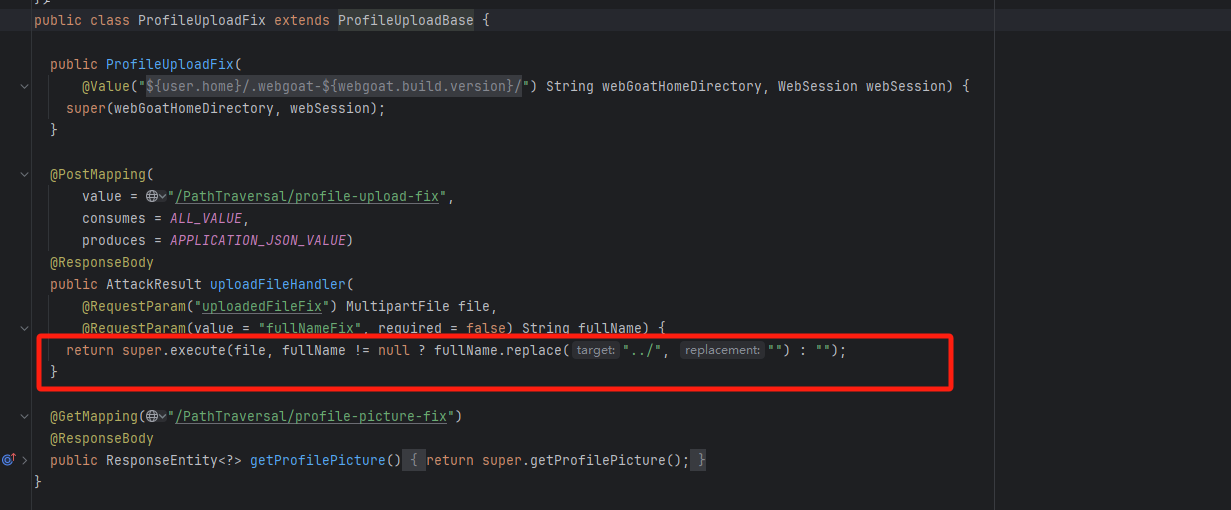 public class ProfileUploadFix extends ProfileUploadBase {
public ProfileUploadFix(
@Value("${user.home}/.webgoat-${webgoat.build.version}/") String webGoatHomeDirectory, WebSession webSession) {
super(webGoatHomeDirectory, webSession);
}
@PostMapping(
value = "/PathTraversal/profile-upload-fix",
consumes = ALL_VALUE,
produces = APPLICATION_JSON_VALUE)
@ResponseBody
public AttackResult uploadFileHandler(
@RequestParam("uploadedFileFix") MultipartFile file,
@RequestParam(value = "fullNameFix", required = false) String fullName) {
return super.execute(file, fullName != null ? fullName.replace( target: "../", replacement: "") : "");
}
@GetMapping("/PathTraversal/profile-picture-fix")
@ResponseBody
public ResponseEntity<?> getProfilePicture() { return super.getProfilePicture(); }
}